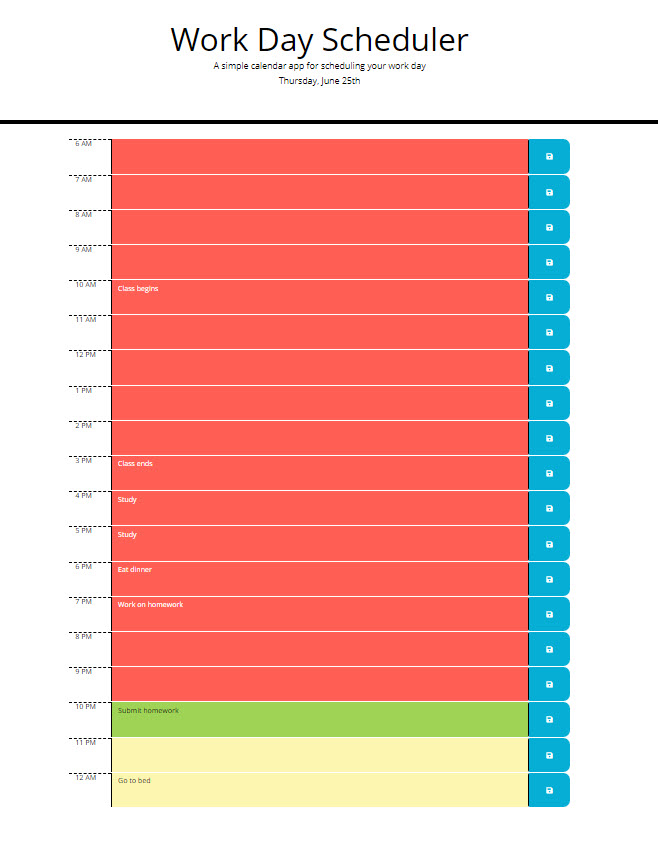 Work Day Scheduler
A simple calendar app for scheduling your work day
Thursday, June 25th
6 AM
7 AM
8 AM
9 AM
10 AM Class begins
11 AM
12 PM
1 PM
2 PM
3 PM Class ends
4 PM Study
5 PM Study
6 PM Eat dinner
7 PM Work on homework
8 PM
9 PM
10 PM Submit homework
11 PM
12 AM Go to bed